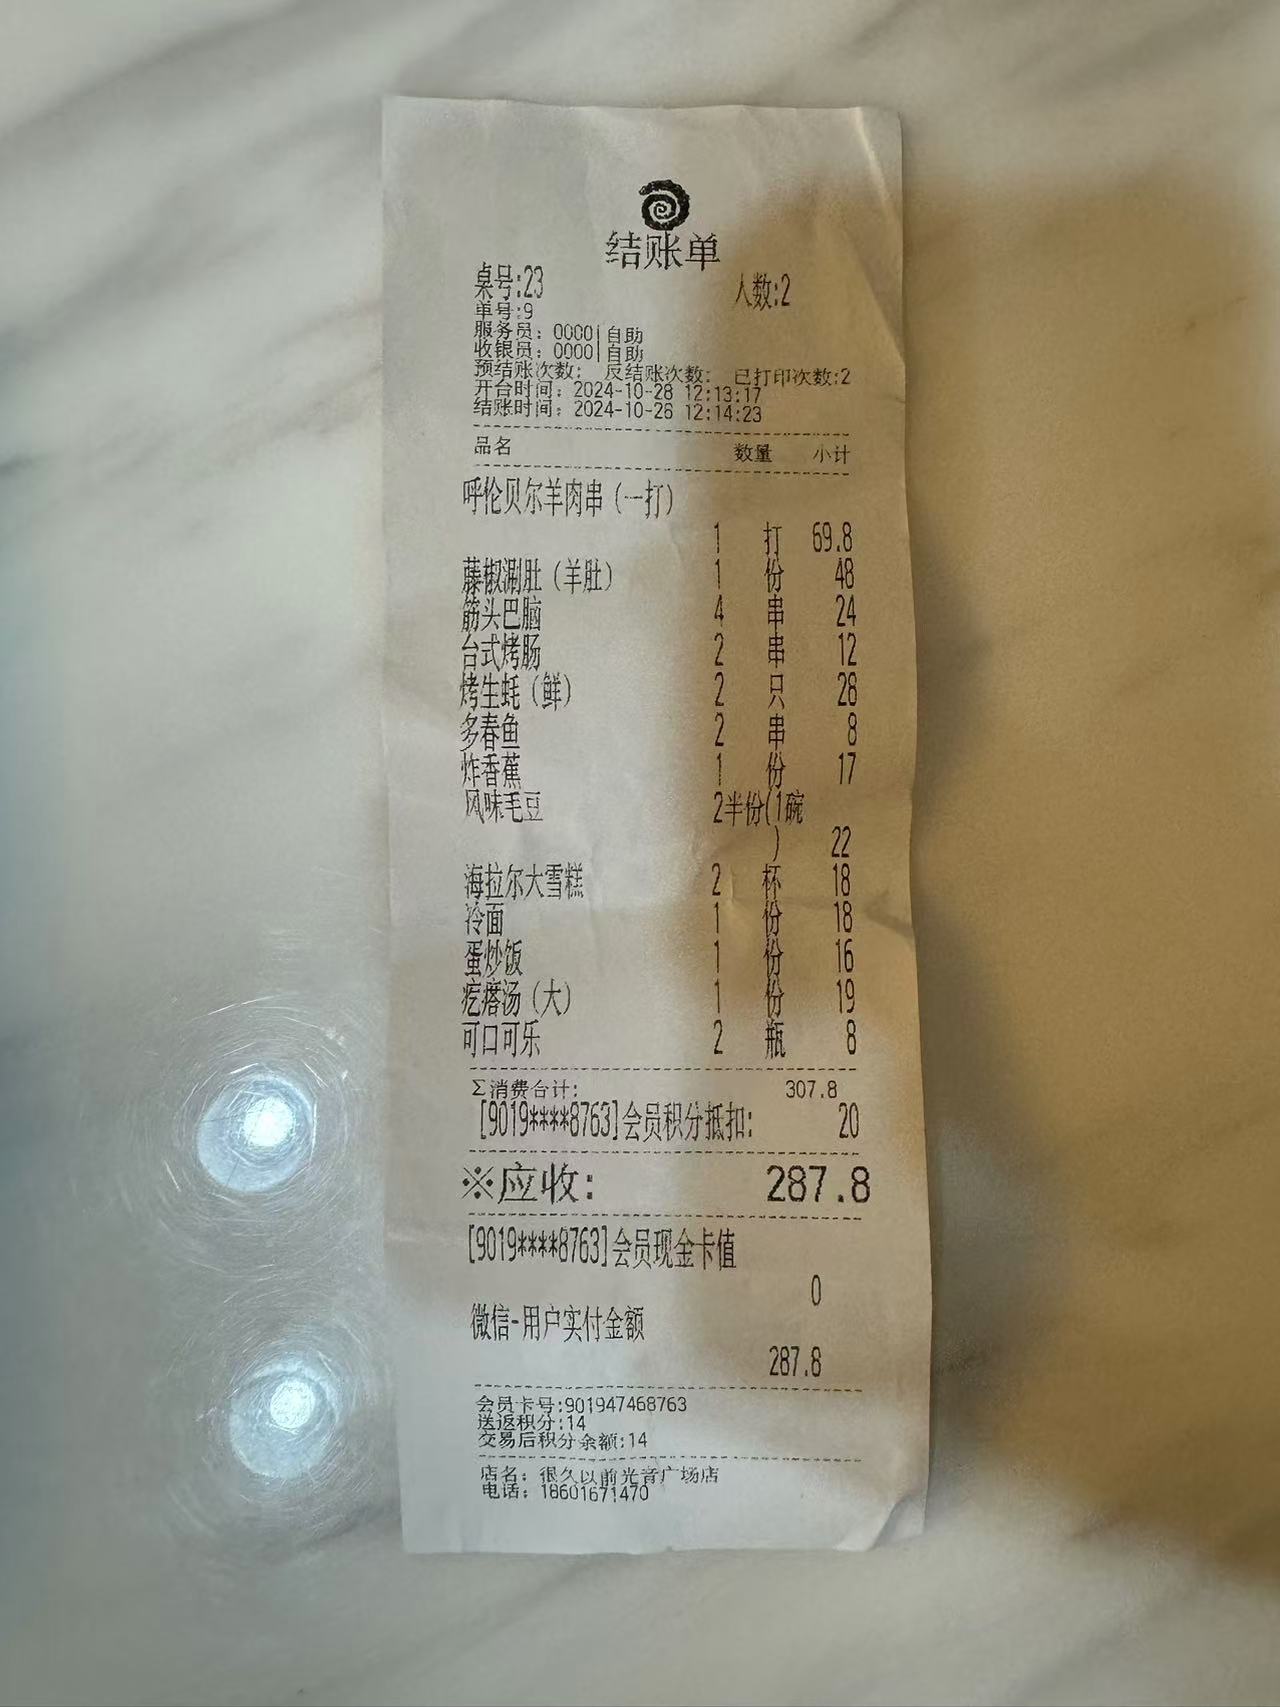 结账单
桌号:23 人数:2
单号:9
服务员: 0000|自助
收银员: 0000|自助
预结账次数: 反结账次数: 已打印次数:2
开台时间: 2024-10-28 12:13:17
结账时间: 2024-10-28 12:14:23
品名 数量 小计
呼伦贝尔羊肉串(一打)
1 打 69.8
藤椒涮肚(羊肚) 1 份 48
筋头巴脑 4 串 24
台式烤肠 2 串 12
烤生蚝(鲜) 2 只 28
多春鱼 2 串 8
炸香蕉 1 份 17
风味毛豆 2半份(1碗
) 22
海拉尔大雪糕 2 杯 18
冷面 1 份 18
蛋炒饭 1 份 16
疙瘩汤(大) 1 份 19
可口可乐 2 瓶 8
Σ消费合计: 307.8
[9019****8763]会员积分抵扣: 20
※应收: 287.8
[9019****8763]会员现金卡值
0
微信-用户实付金额
287.8
会员卡号:901947468763
送返积分:14
交易后积分余额:14
店名: 很久以前光音广场店
电话: 18601671470